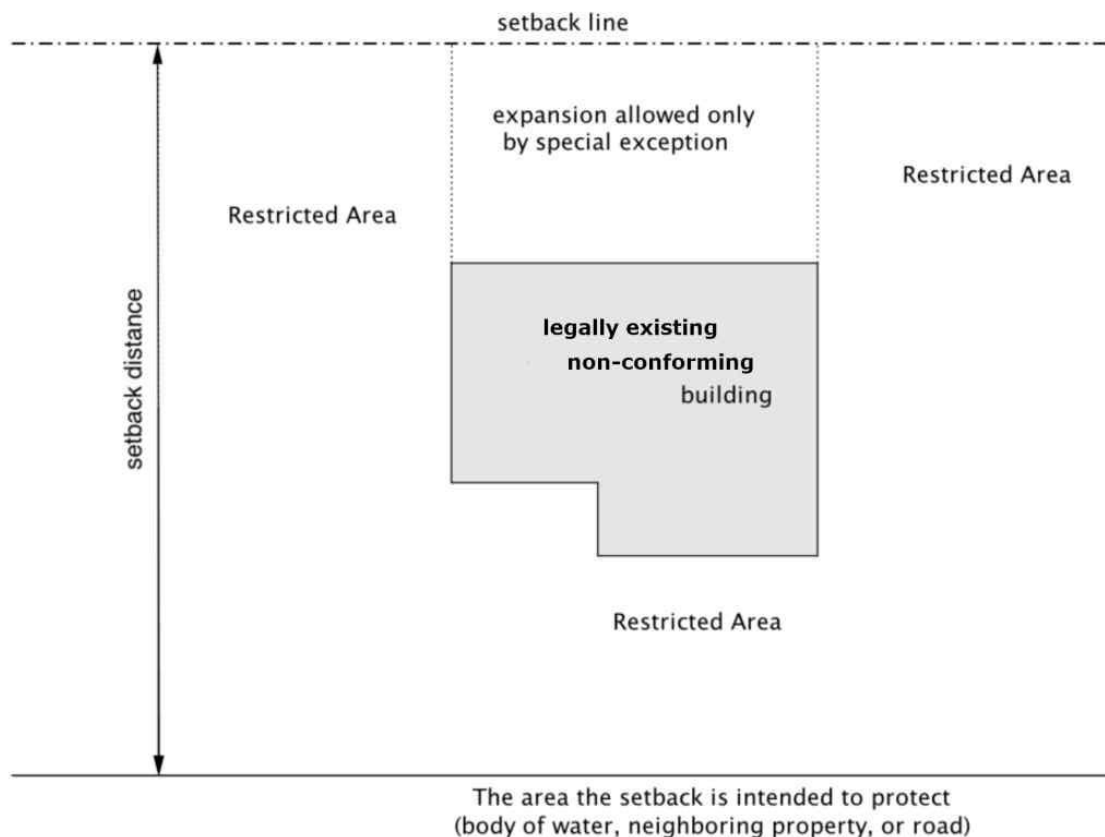 setback line
expansion allowed only
by special exception
Restricted Area
Restricted Area
setback distance
legally existing
non-conforming
building
Restricted Area
The area the setback is intended to protect
(body of water, neighboring property, or road)